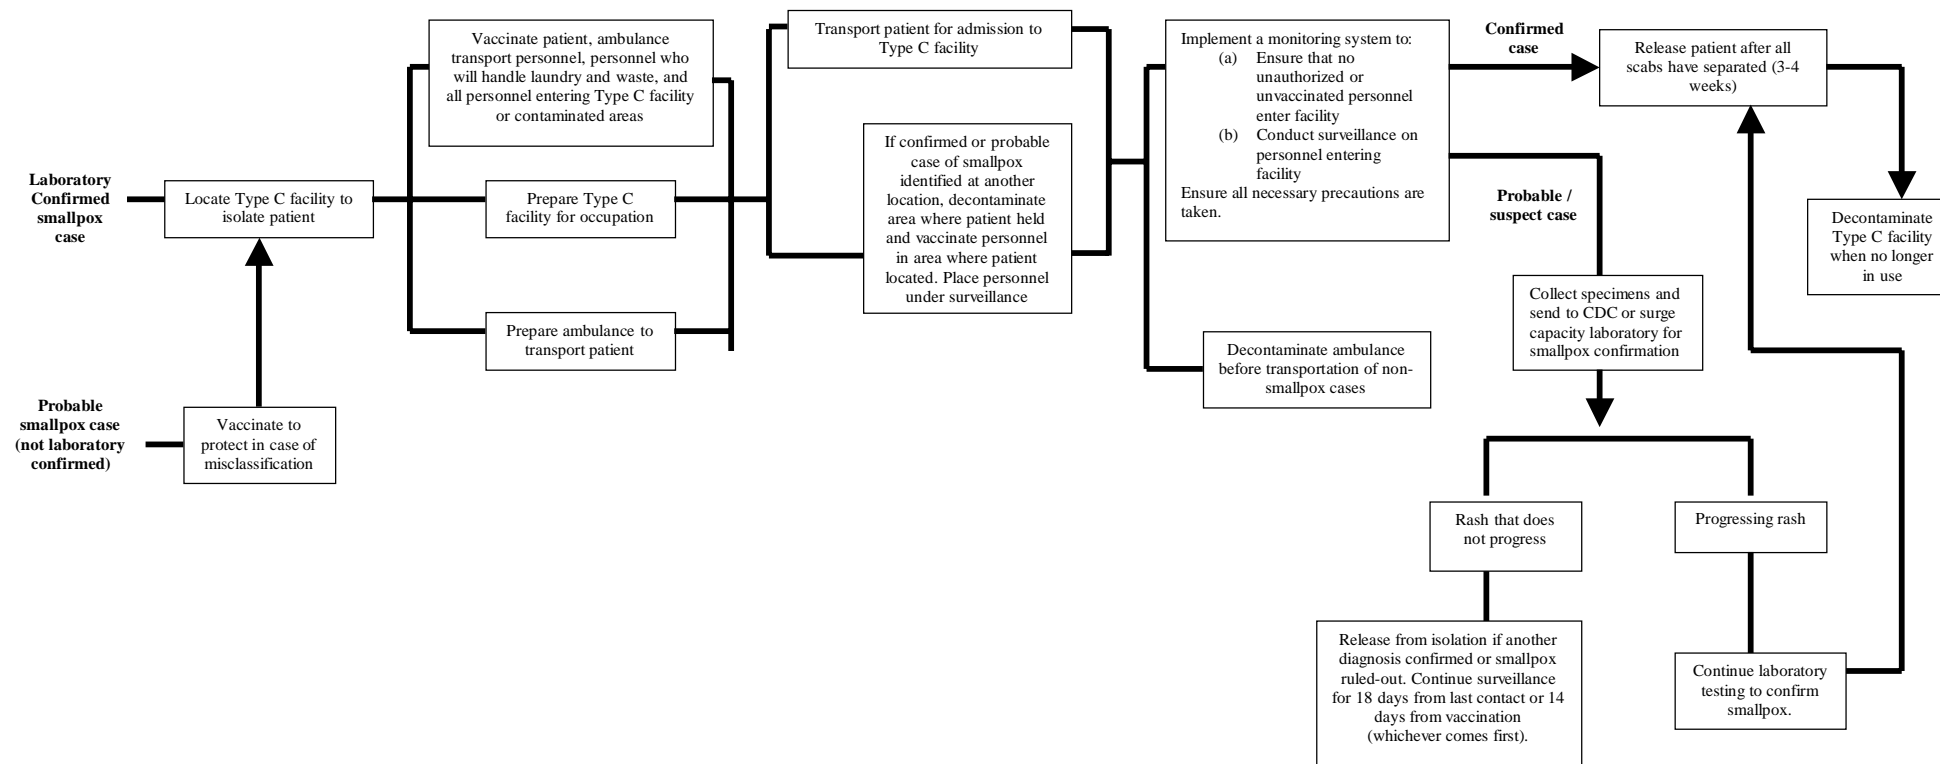 Laboratory
Confirmed
smallpox
case
Probable
smallpox case
(not laboratory
confirmed)
Locate Type C facility to
isolate patient
Vaccinate to
protect in case of
misclassification
Vaccinate patient, ambulance
transport personnel, personnel who
will handle laundry and waste, and
all personnel entering Type C facility
or contaminated areas
Prepare Type C
facility for occupation
Prepare ambulance to
transport patient
Transport patient for admission to
Type C facility
If confirmed or probable
case of smallpox
identified at another
location, decontaminate
area where patient held
and vaccinate personnel
in area where patient
located. Place personnel
under surveillance
Implement a monitoring system to:
(a) Ensure that no
unauthorized or
unvaccinated personnel
enter facility
(b) Conduct surveillance on
personnel entering
facility
Ensure all necessary precautions are
taken.
Decontaminate ambulance
before transportation of non-
smallpox cases
Confirmed
case
Probable /
suspect case
Release patient after all
scabs have separated (3-4
weeks)
Decontaminate
Type C facility
when no longer
in use
Collect specimens and
send to CDC or surge
capacity laboratory for
smallpox confirmation
Rash that does
not progress
Progressing rash
Release from isolation if another
diagnosis confirmed or smallpox
ruled-out. Continue surveillance
for 18 days from last contact or 14
days from vaccination
(whichever comes first).
Continue laboratory
testing to confirm
smallpox.